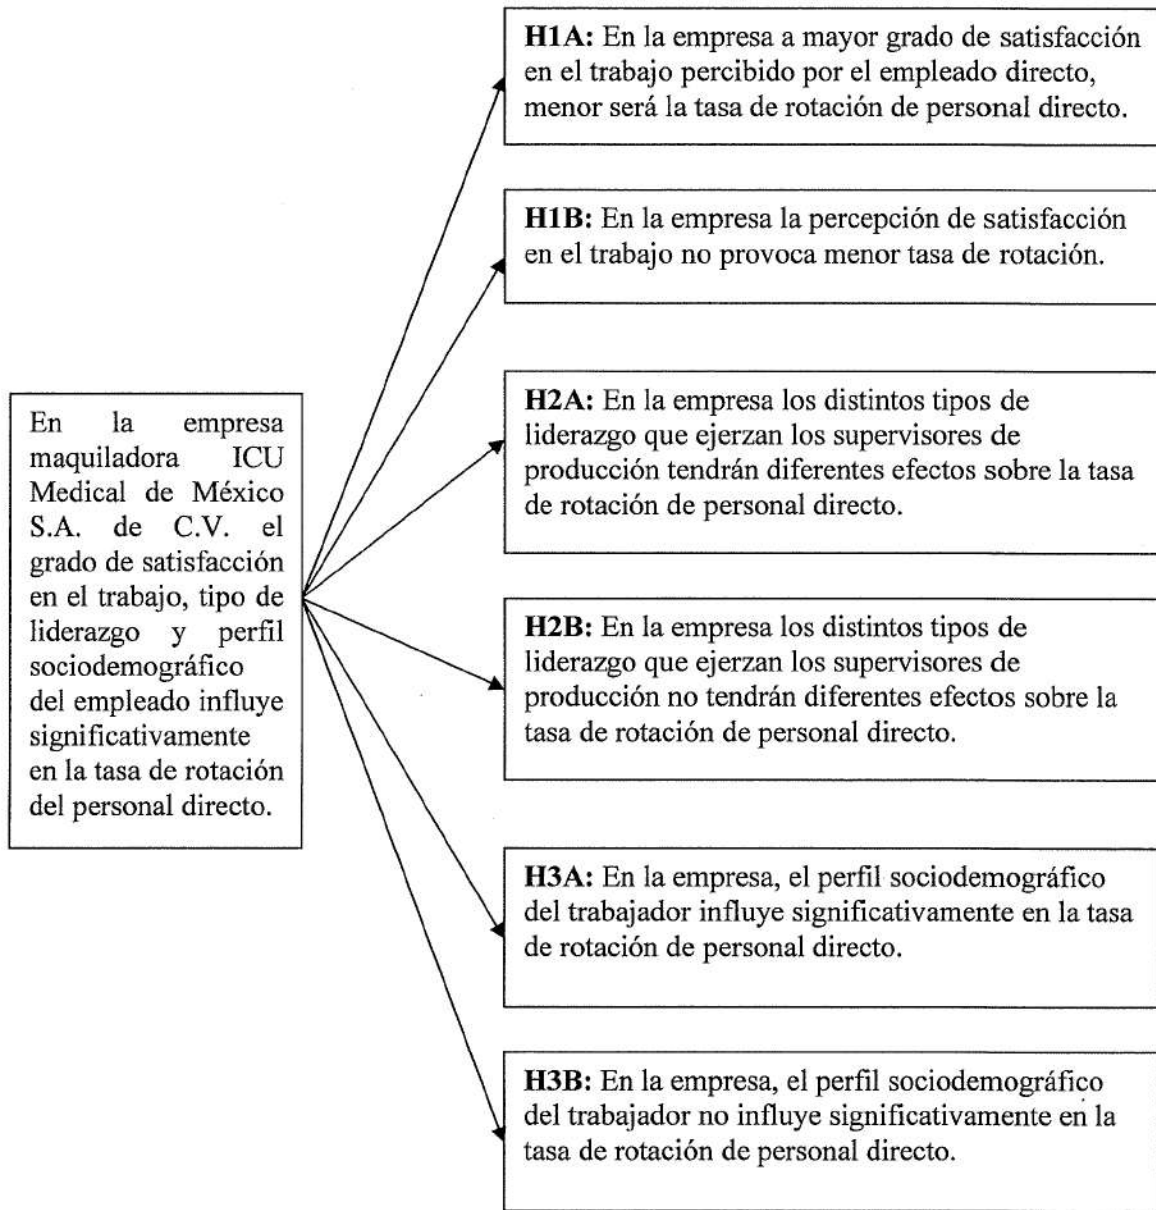 H1A: En la empresa a mayor grado de satisfacción
en el trabajo percibido por el empleado directo,
menor será la tasa de rotación de personal directo.
H1B: En la empresa la percepción de satisfacción
en el trabajo no provoca menor tasa de rotación.
En la empresa
maquiladora ICU
Medical de México
S.A. de C.V. el
grado de satisfacción
en el trabajo, tipo de
liderazgo y perfil
sociodemográfico
del empleado influye
significativamente
en la tasa de rotación
del personal directo.
H2A: En la empresa los distintos tipos de
liderazgo que ejerzan los supervisores de
producción tendrán diferentes efectos sobre la tasa
de rotación de personal directo.
H2B: En la empresa los distintos tipos de
liderazgo que ejerzan los supervisores de
producción no tendrán diferentes efectos sobre la
tasa de rotación de personal directo.
H3A: En la empresa, el perfil sociodemográfico
del trabajador influye significativamente en la tasa
de rotación de personal directo.
H3B: En la empresa, el perfil sociodemográfico
del trabajador no influye significativamente en la
tasa de rotación de personal directo.